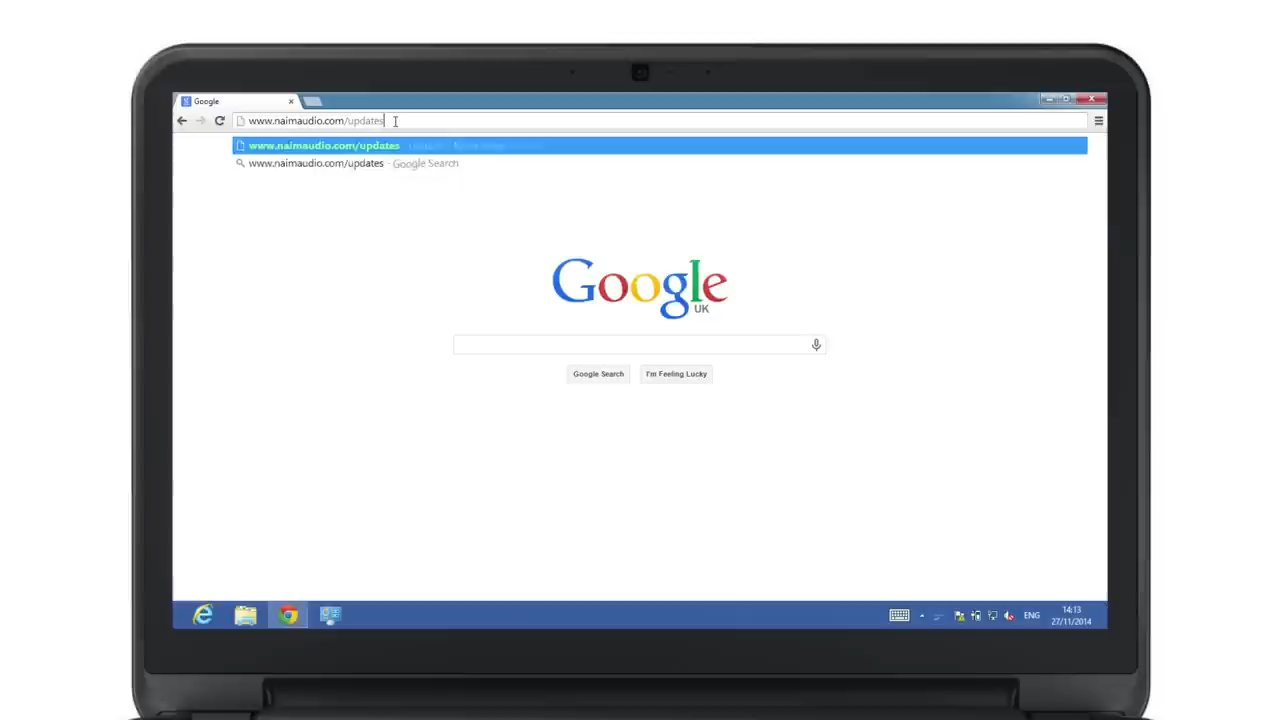 Google
www.naimaudio.com/updates
www.naimaudio.com/updates
www.naimaudio.com/updates - Google Search
Google
UK
Google Search
I'm Feeling Lucky
ENG
14:13
27/11/2014